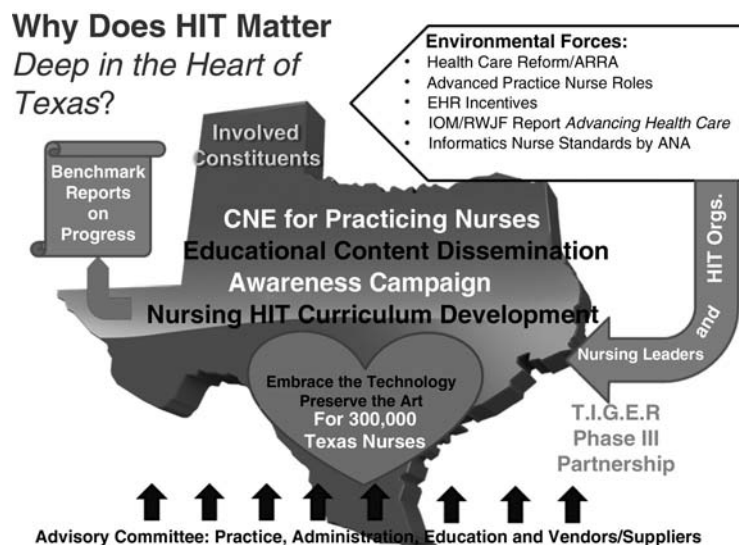 Why Does HIT Matter
Deep in the Heart of
Texas?
Environmental Forces:
• Health Care Reform/ARRA
• Advanced Practice Nurse Roles
• EHR Incentives
• IOM/RWJF Report Advancing Health Care
• Informatics Nurse Standards by ANA
Involved
Constituents
Benchmark
Reports
on
Progress
CNE for Practicing Nurses
Educational Content Dissemination
Awareness Campaign
Nursing HIT Curriculum Development
Nursing Leaders and HIT Orgs.
Embrace the Technology
Preserve the Art
For 300,000
Texas Nurses
T.I.G.E.R
Phase III
Partnership
Advisory Committee: Practice, Administration, Education and Vendors/Suppliers